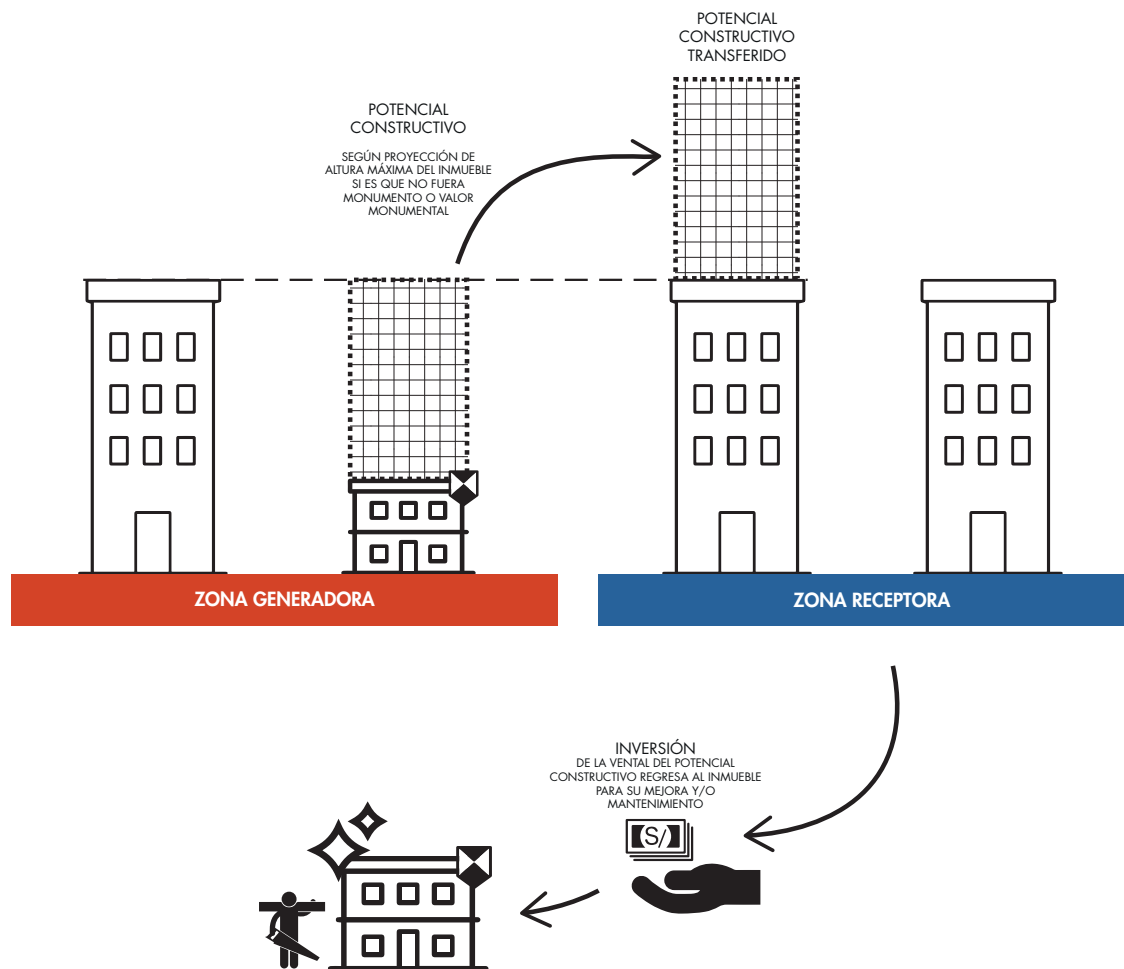 POTENCIAL
CONSTRUCTIVO
TRANSFERIDO
POTENCIAL
CONSTRUCTIVO
SEGÚN PROYECCIÓN DE
ALTURA MÁXIMA DEL INMUEBLE
SI ES QUE NO FUERA
MONUMENTO O VALOR
MONUMENTAL
ZONA GENERADORA
ZONA RECEPTORA
INVERSIÓN
DE LA VENTAL DEL POTENCIAL
CONSTRUCTIVO REGRESA AL INMUEBLE
PARA SU MEJORA Y/O
MANTENIMIENTO
S/